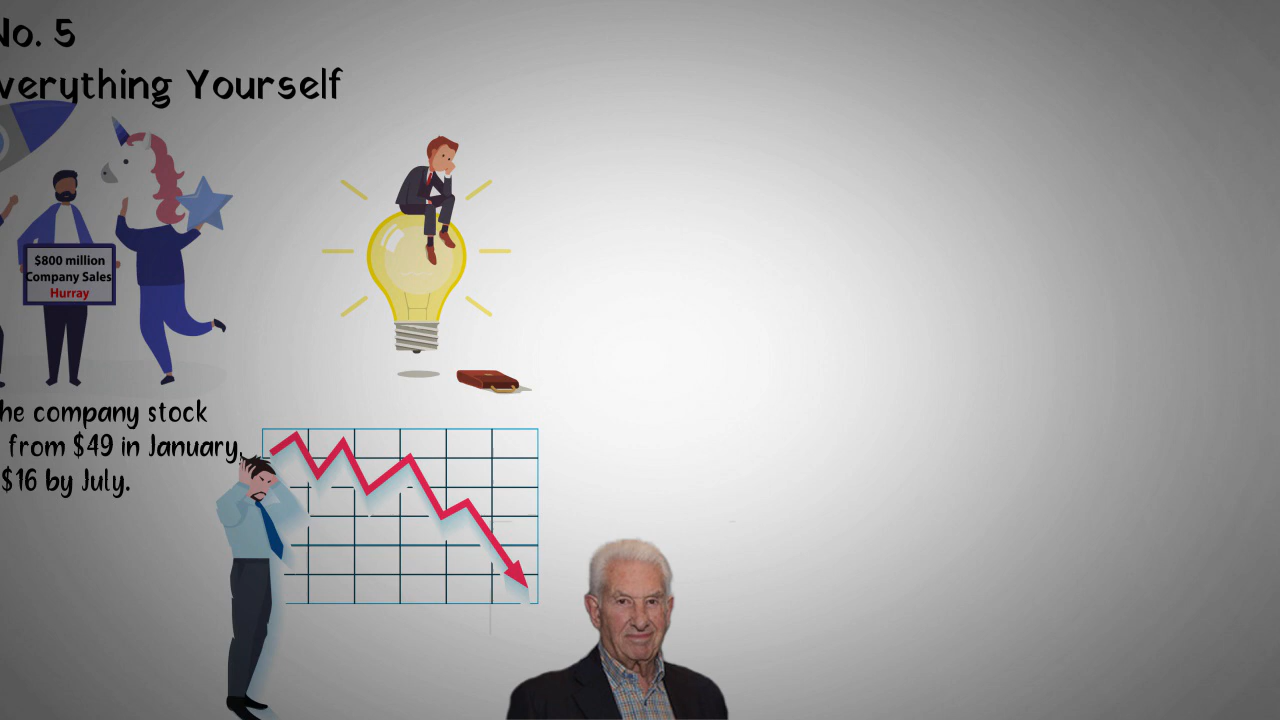 No. 5
verything Yourself
$800 million
Company Sales
Hurray
he company stock
from $49 in January,
$16 by July.